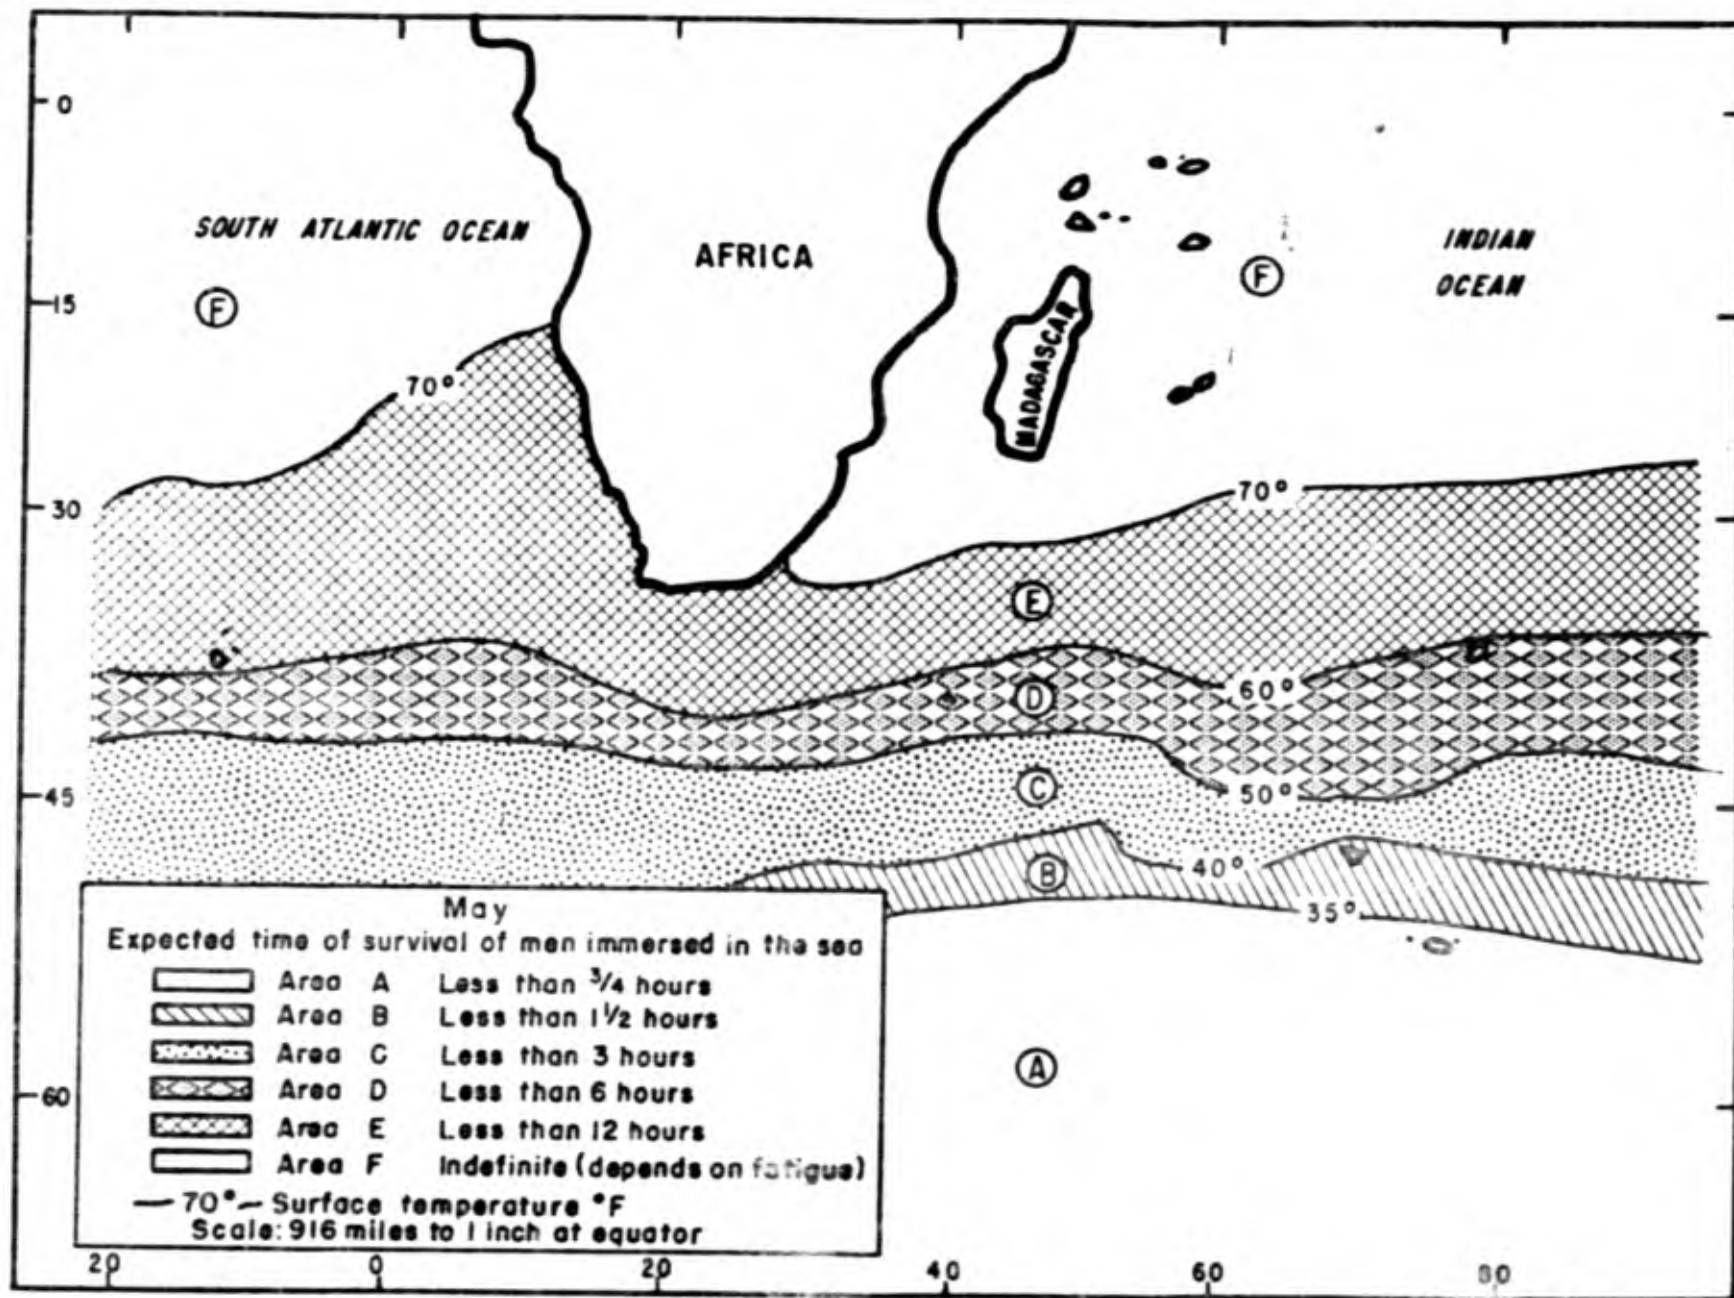 0
SOUTH ATLANTIC OCEAN
AFRICA
INDIAN
OCEAN
F
F
15
MADAGASCAR
70°
70°
30
E
D
60°
C
50°
45
B
40°
35°
May
Expected time of survival of men immersed in the sea
Area A Less than 3/4 hours
Area B Less than 1 1/2 hours
Area C Less than 3 hours
Area D Less than 6 hours
Area E Less than 12 hours
Area F Indefinite (depends on fatigue)
— 70° — Surface temperature °F
Scale: 916 miles to 1 inch at equator
A
60
20 0 20 40 60 80